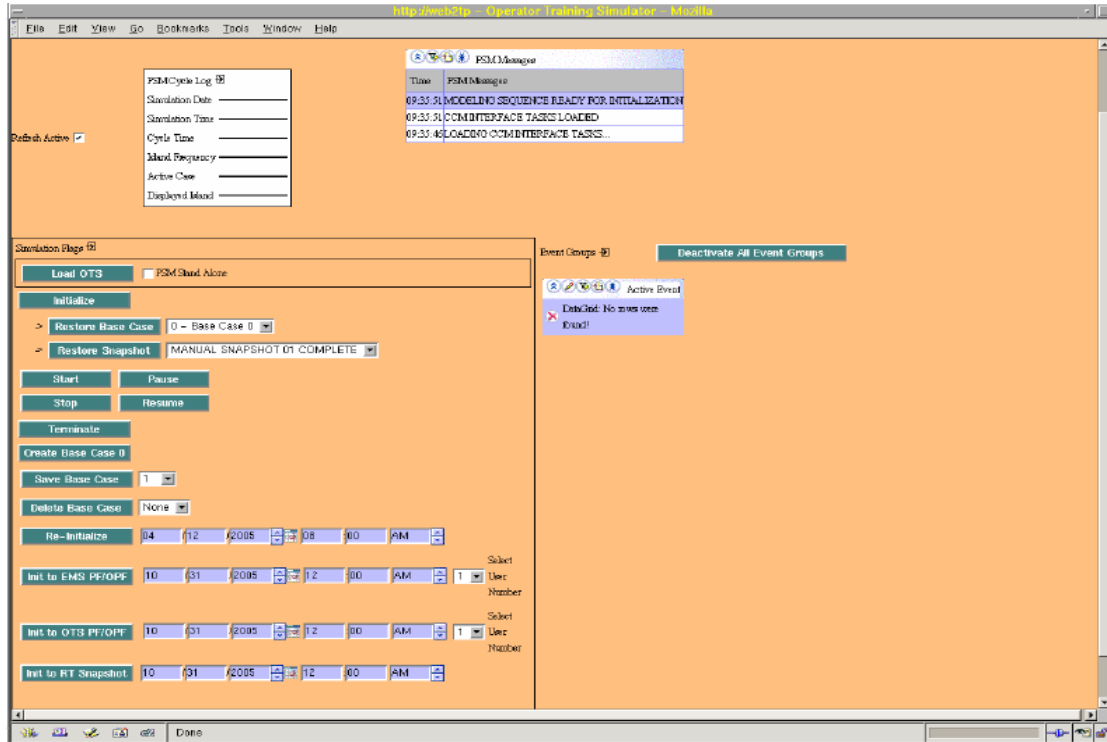 http://web2tp - Operator Training Simulator - Mozilla
File Edit View Go Bookmarks Tools Window Help
PSM Messages
PSM Cycle Log
Time PSM Messages
Simulation Date
09:35:51 MODELING SEQUENCE READY FOR INITIALIZATION
Simulation Time
09:35:51 CCM INTERFACE TASKS LOADED
Refresh Active
Cycle Time
09:35:46 LOADING CCM INTERFACE TASKS...
Island Frequency
Active Case
Displayed Island
Simulation Flags
Event Groups
Deactivate All Event Groups
Load OTS
PSM Stand Alone
Active Event
Initialize
DataGrid: No rows were
found!
-> Restore Base Case 0 - Base Case 0
-> Restore Snapshot MANUAL SNAPSHOT 01 COMPLETE
Start Pause
Stop Resume
Terminate
Create Base Case 0
Save Base Case 1
Delete Base Case None
Re-Initialize 04 /12 /2005 08 :00 AM
Init to EMS PF/OPF 10 /31 /2005 12 :00 AM 1
Select
User
Number
Init to OTS PF/OPF 10 /31 /2005 12 :00 AM 1
Select
User
Number
Init to RT Snapshot 10 /31 /2005 12 :00 AM
Done